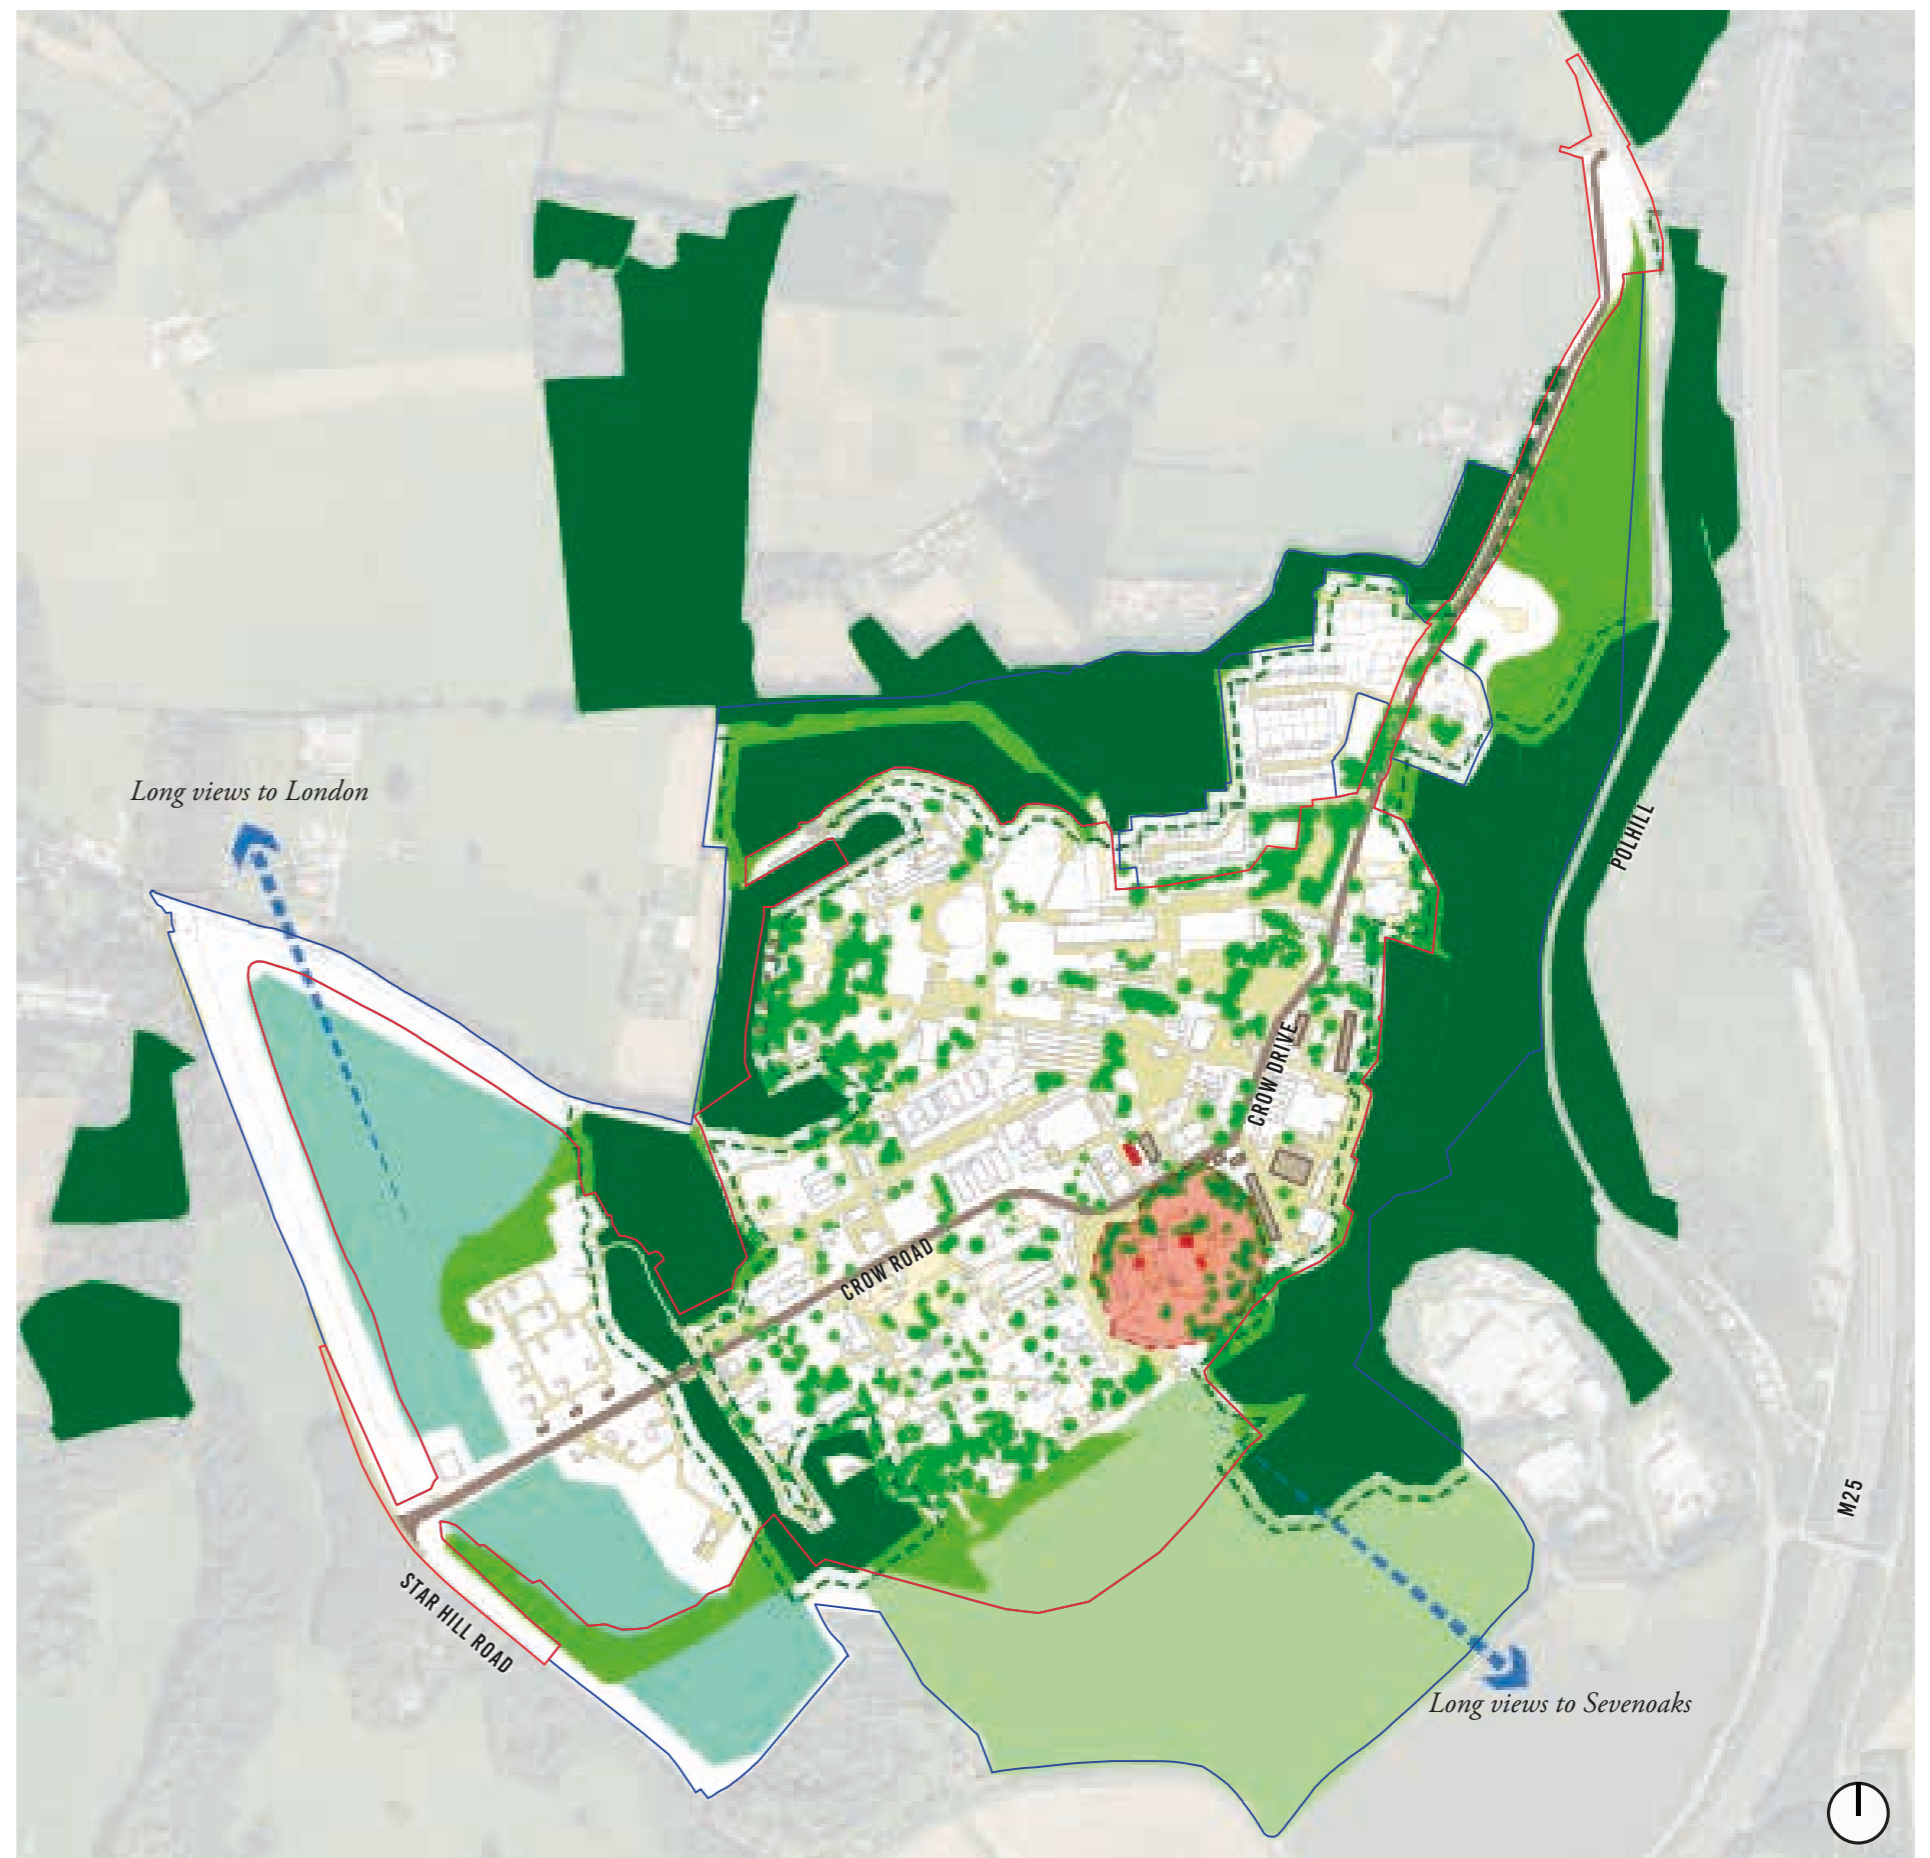 Long views to London
POLHILL
CROW DRIVE
CROW ROAD
M25
STAR HILL ROAD
Long views to Sevenoaks